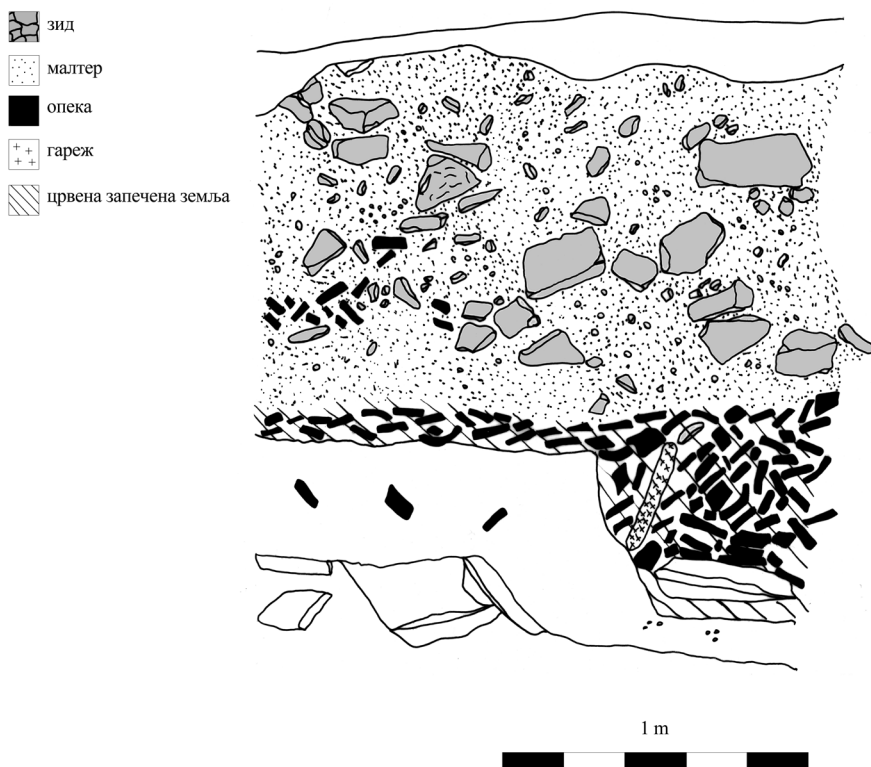 зид
малтер
опека
гареж
црвена запечена земља
1 m